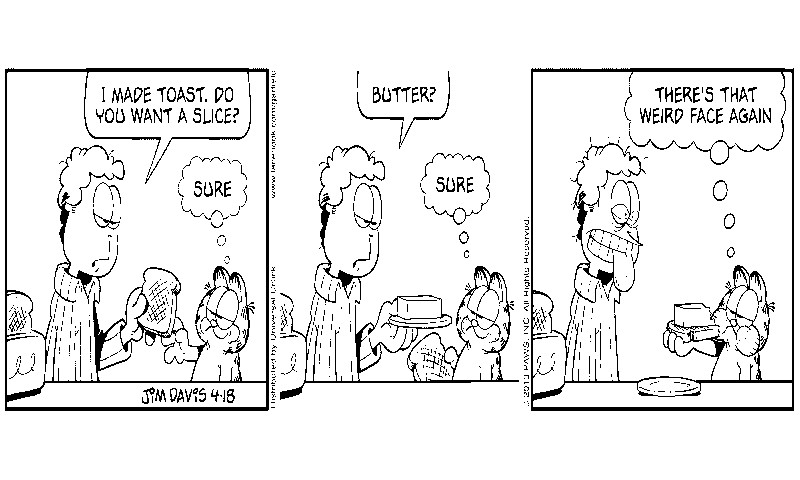 I MADE TOAST. DO
YOU WANT A SLICE?
SURE
JIM DAVIS 4-18
BUTTER?
SURE
THERE'S THAT
WEIRD FACE AGAIN